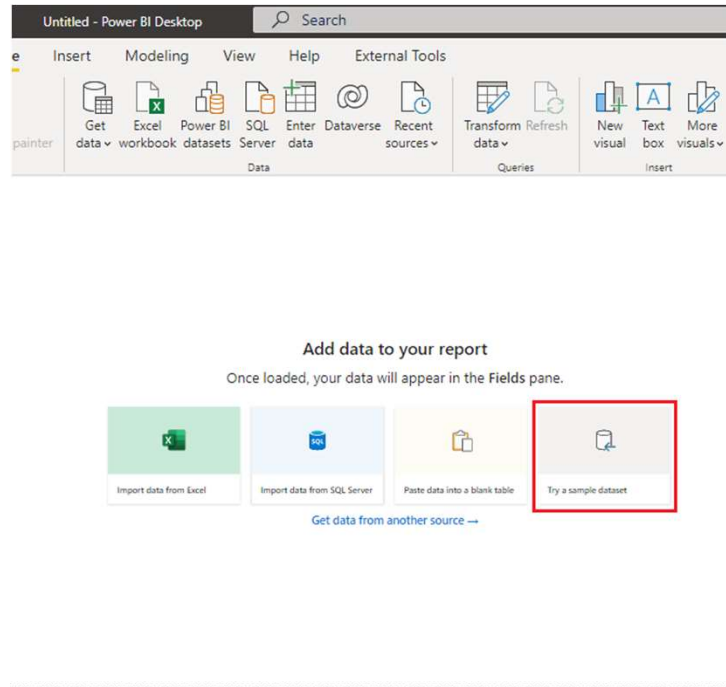 Untitled - Power BI Desktop
Search
e Insert Modeling View Help External Tools
painter
Get data
Excel workbook
Power BI datasets
SQL Server
Enter data
Dataverse
Recent sources
Transform data
Refresh
New visual
Text box
More visuals
Data
Queries
Insert
Add data to your report
Once loaded, your data will appear in the Fields pane.
X
SQL
Import data from Excel
Import data from SQL Server
Paste data into a blank table
Try a sample dataset
Get data from another source →